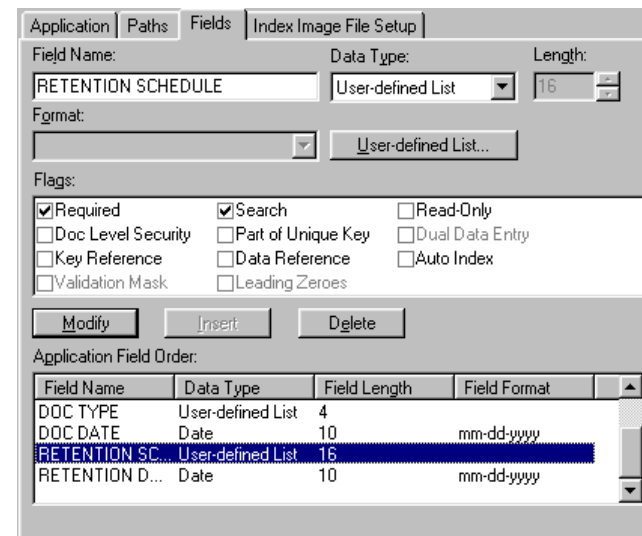 Application Paths Fields Index Image File Setup
Field Name: Data Type: Length:
RETENTION SCHEDULE User-defined List 16
Format:
User-defined List...
Flags:
Required Search Read-Only
Doc Level Security Part of Unique Key Dual Data Entry
Key Reference Data Reference Auto Index
Validation Mask Leading Zeroes
Modify Insert Delete
Application Field Order:
Field Name Data Type Field Length Field Format
DOC TYPE User-defined List 4
DOC DATE Date 10 mm-dd-yyyy
RETENTION SC... User-defined List 16
RETENTION D... Date 10 mm-dd-yyyy